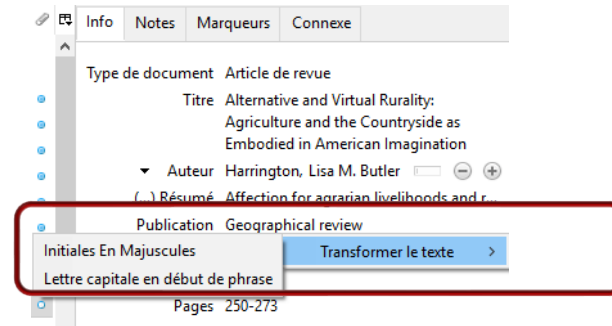 Info Notes Marqueurs Connexe
Type de document Article de revue
Titre Alternative and Virtual Rurality:
Agriculture and the Countryside as
Embodied in American Imagination
Auteur Harrington, Lisa M. Butler
(...) Résumé Affection for agrarian livelihoods and r...
Publication Geographical review
Initiales En Majuscules
Transformer le texte
Lettre capitale en début de phrase
Pages 250-273